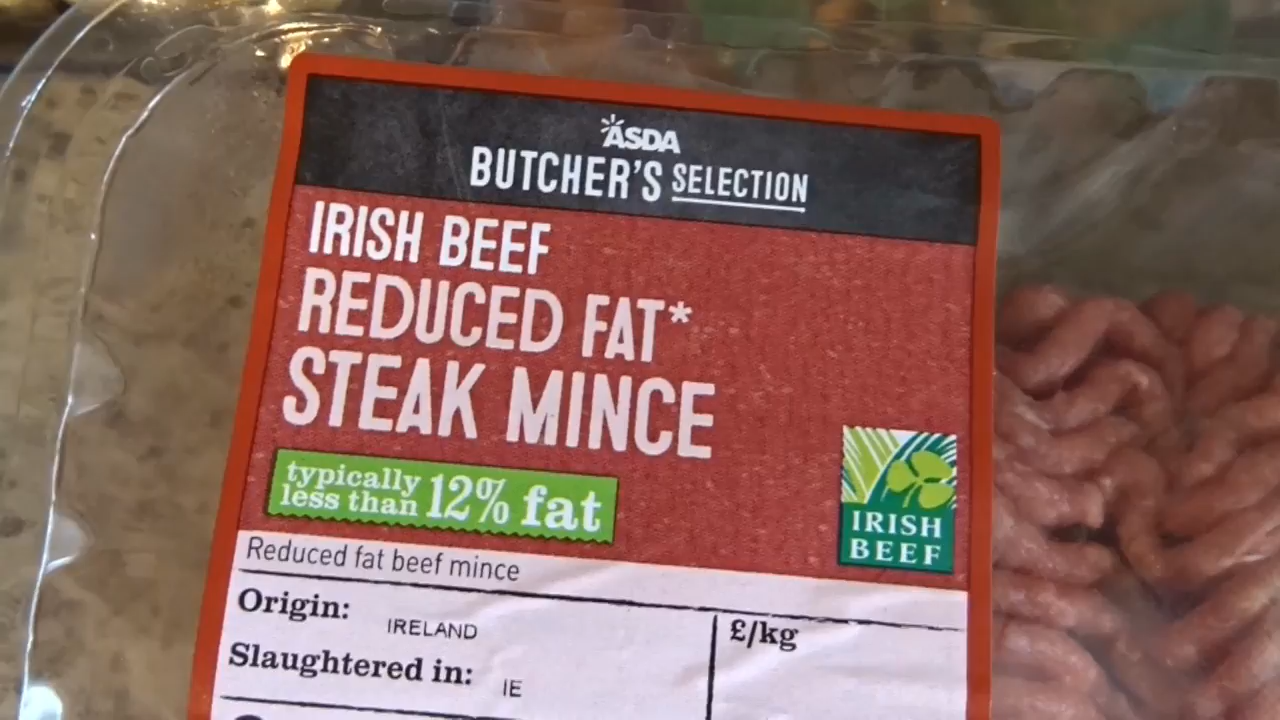 ASDA
BUTCHER'S SELECTION
IRISH BEEF
REDUCED FAT*
STEAK MINCE
typically
less than 12% fat
IRISH
BEEF
Reduced fat beef mince
Origin: IRELAND
£/kg
Slaughtered in: IE